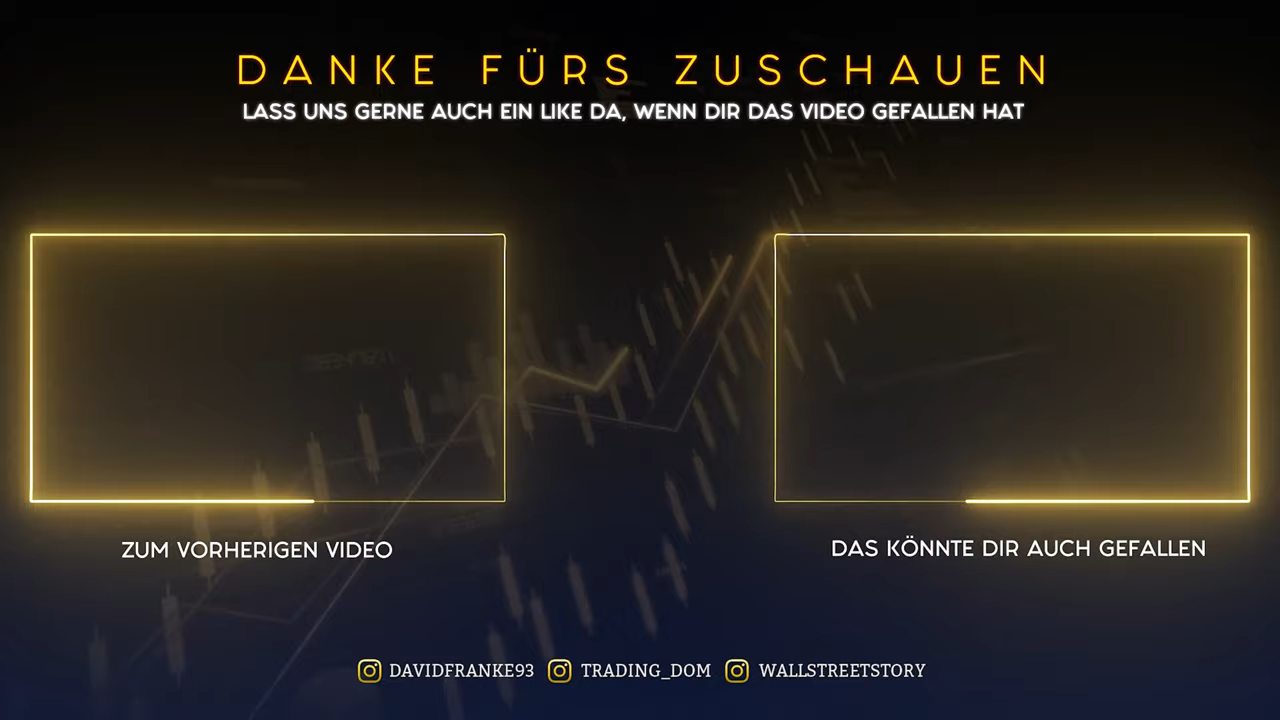 DANKE FÜRS ZUSCHAUEN
LASS UNS GERNE AUCH EIN LIKE DA, WENN DIR DAS VIDEO GEFALLEN HAT
ZUM VORHERIGEN VIDEO
DAS KÖNNTE DIR AUCH GEFALLEN
DAVIDFRANKE93 TRADING_DOM WALLSTREETSTORY